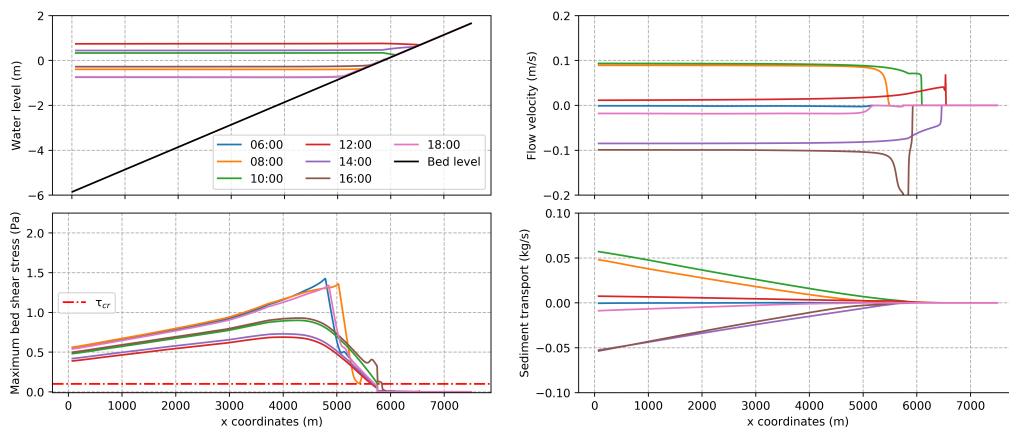 Water level (m)
2
0
−2
−4
−6
06:00
08:00
10:00
12:00
14:00
16:00
18:00
Bed level
Flow velocity (m/s)
0.2
0.1
0.0
−0.1
−0.2
Maximum bed shear stress (Pa)
2.0
1.5
1.0
0.5
0.0
τcr
0 1000 2000 3000 4000 5000 6000 7000
x coordinates (m)
Sediment transport (kg/s)
0.10
0.05
0.00
−0.05
−0.10
0 1000 2000 3000 4000 5000 6000 7000
x coordinates (m)